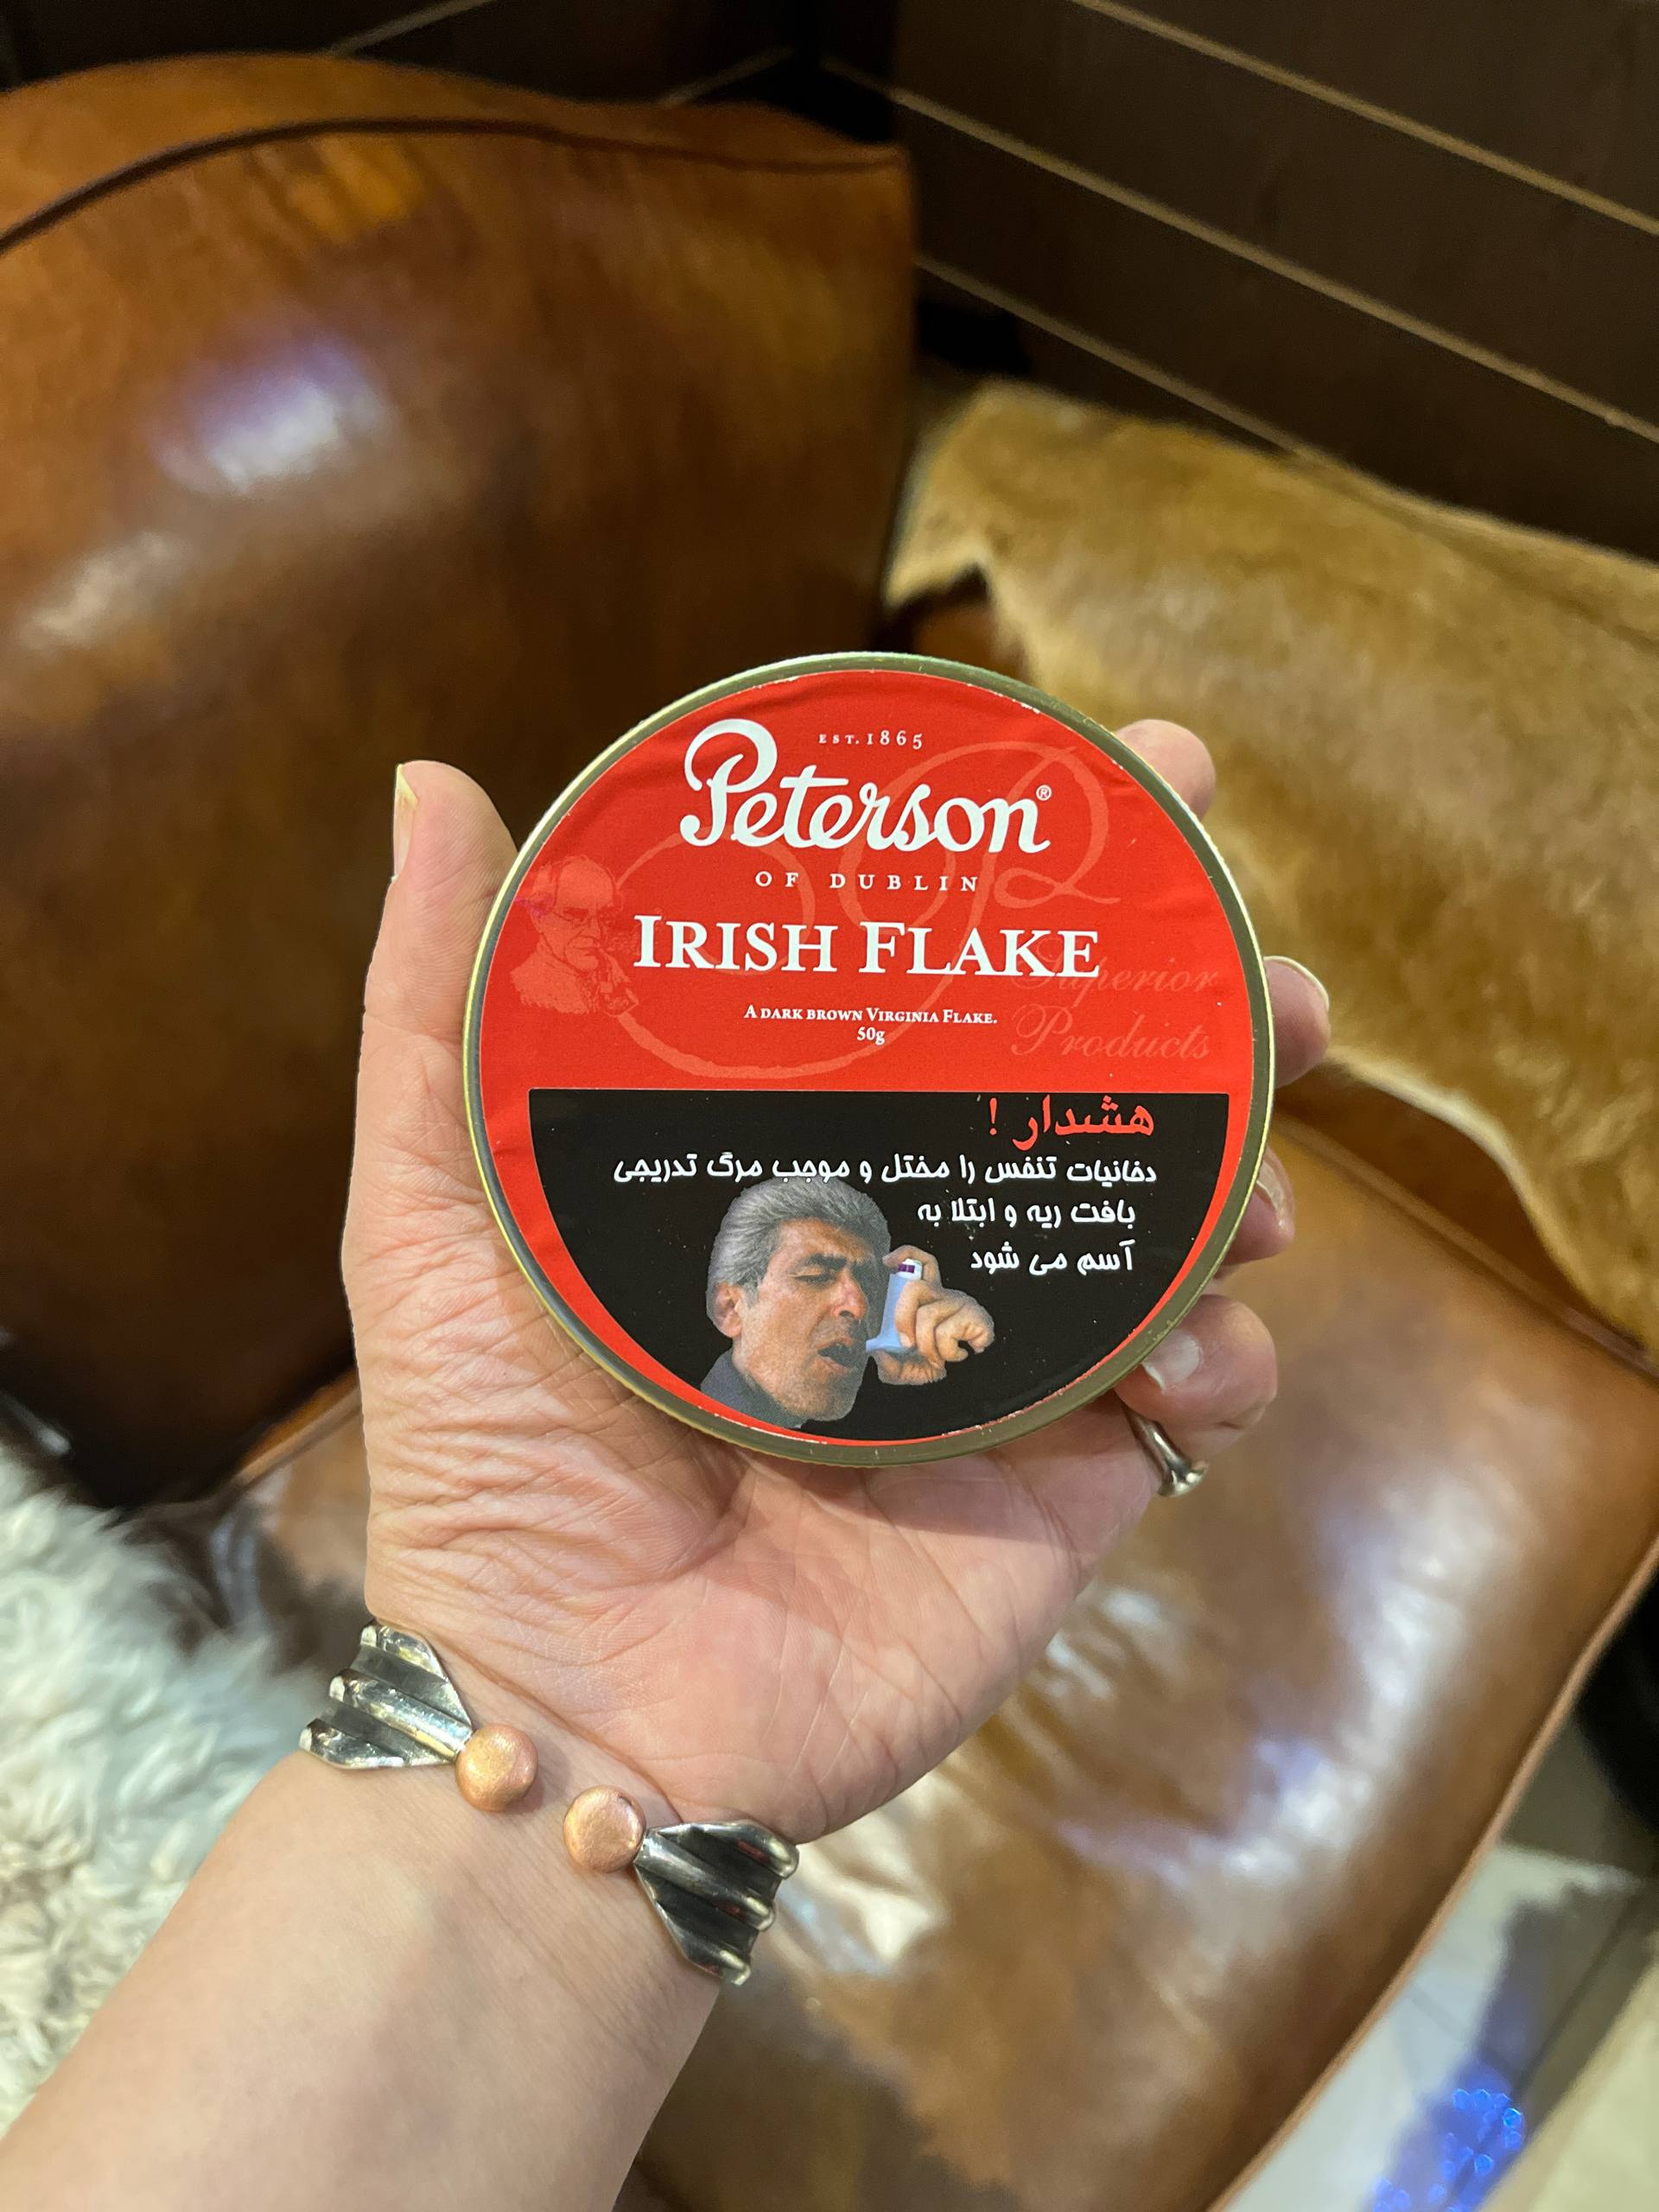 EST. 1865
Peterson®
OF DUBLIN
IRISH FLAKE
Superior
Products
A DARK BROWN VIRGINIA FLAKE.
50g
هشدار !
دخانیات تنفس را مختل و موجب مرگ تدریجی
بافت ریه و ابتلا به
آسم می شود